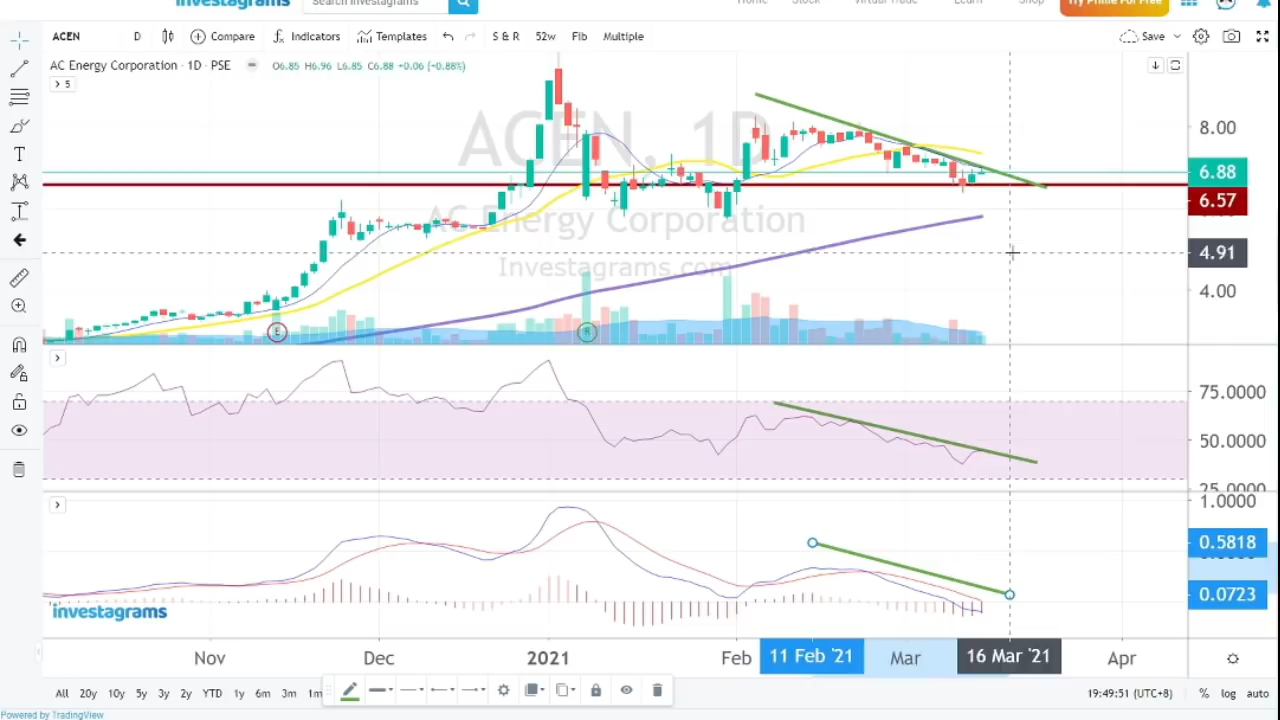 Investagrams
Search Investagrams
Home Stocks Virtual Trade Learn Shop Try Prime For Free
ACEN D Compare Indicators Templates S & R 52w Fib Multiple Save
AC Energy Corporation · 1D · PSE O6.85 H6.96 L6.85 C6.88 +0.06 (+0.88%)
5
ACEN, 1D
AC Energy Corporation
Investagrams.com
8.00
6.88
6.57
4.91
4.00
E
75.0000
50.0000
25.0000
1.0000
0.5818
0.0723
investagrams
Nov Dec 2021 Feb 11 Feb '21 Mar 16 Mar '21 Apr
All 20y 10y 5y 3y 2y YTD 1y 6m 3m 1m 19:49:51 (UTC+8) % log auto
Powered by TradingView